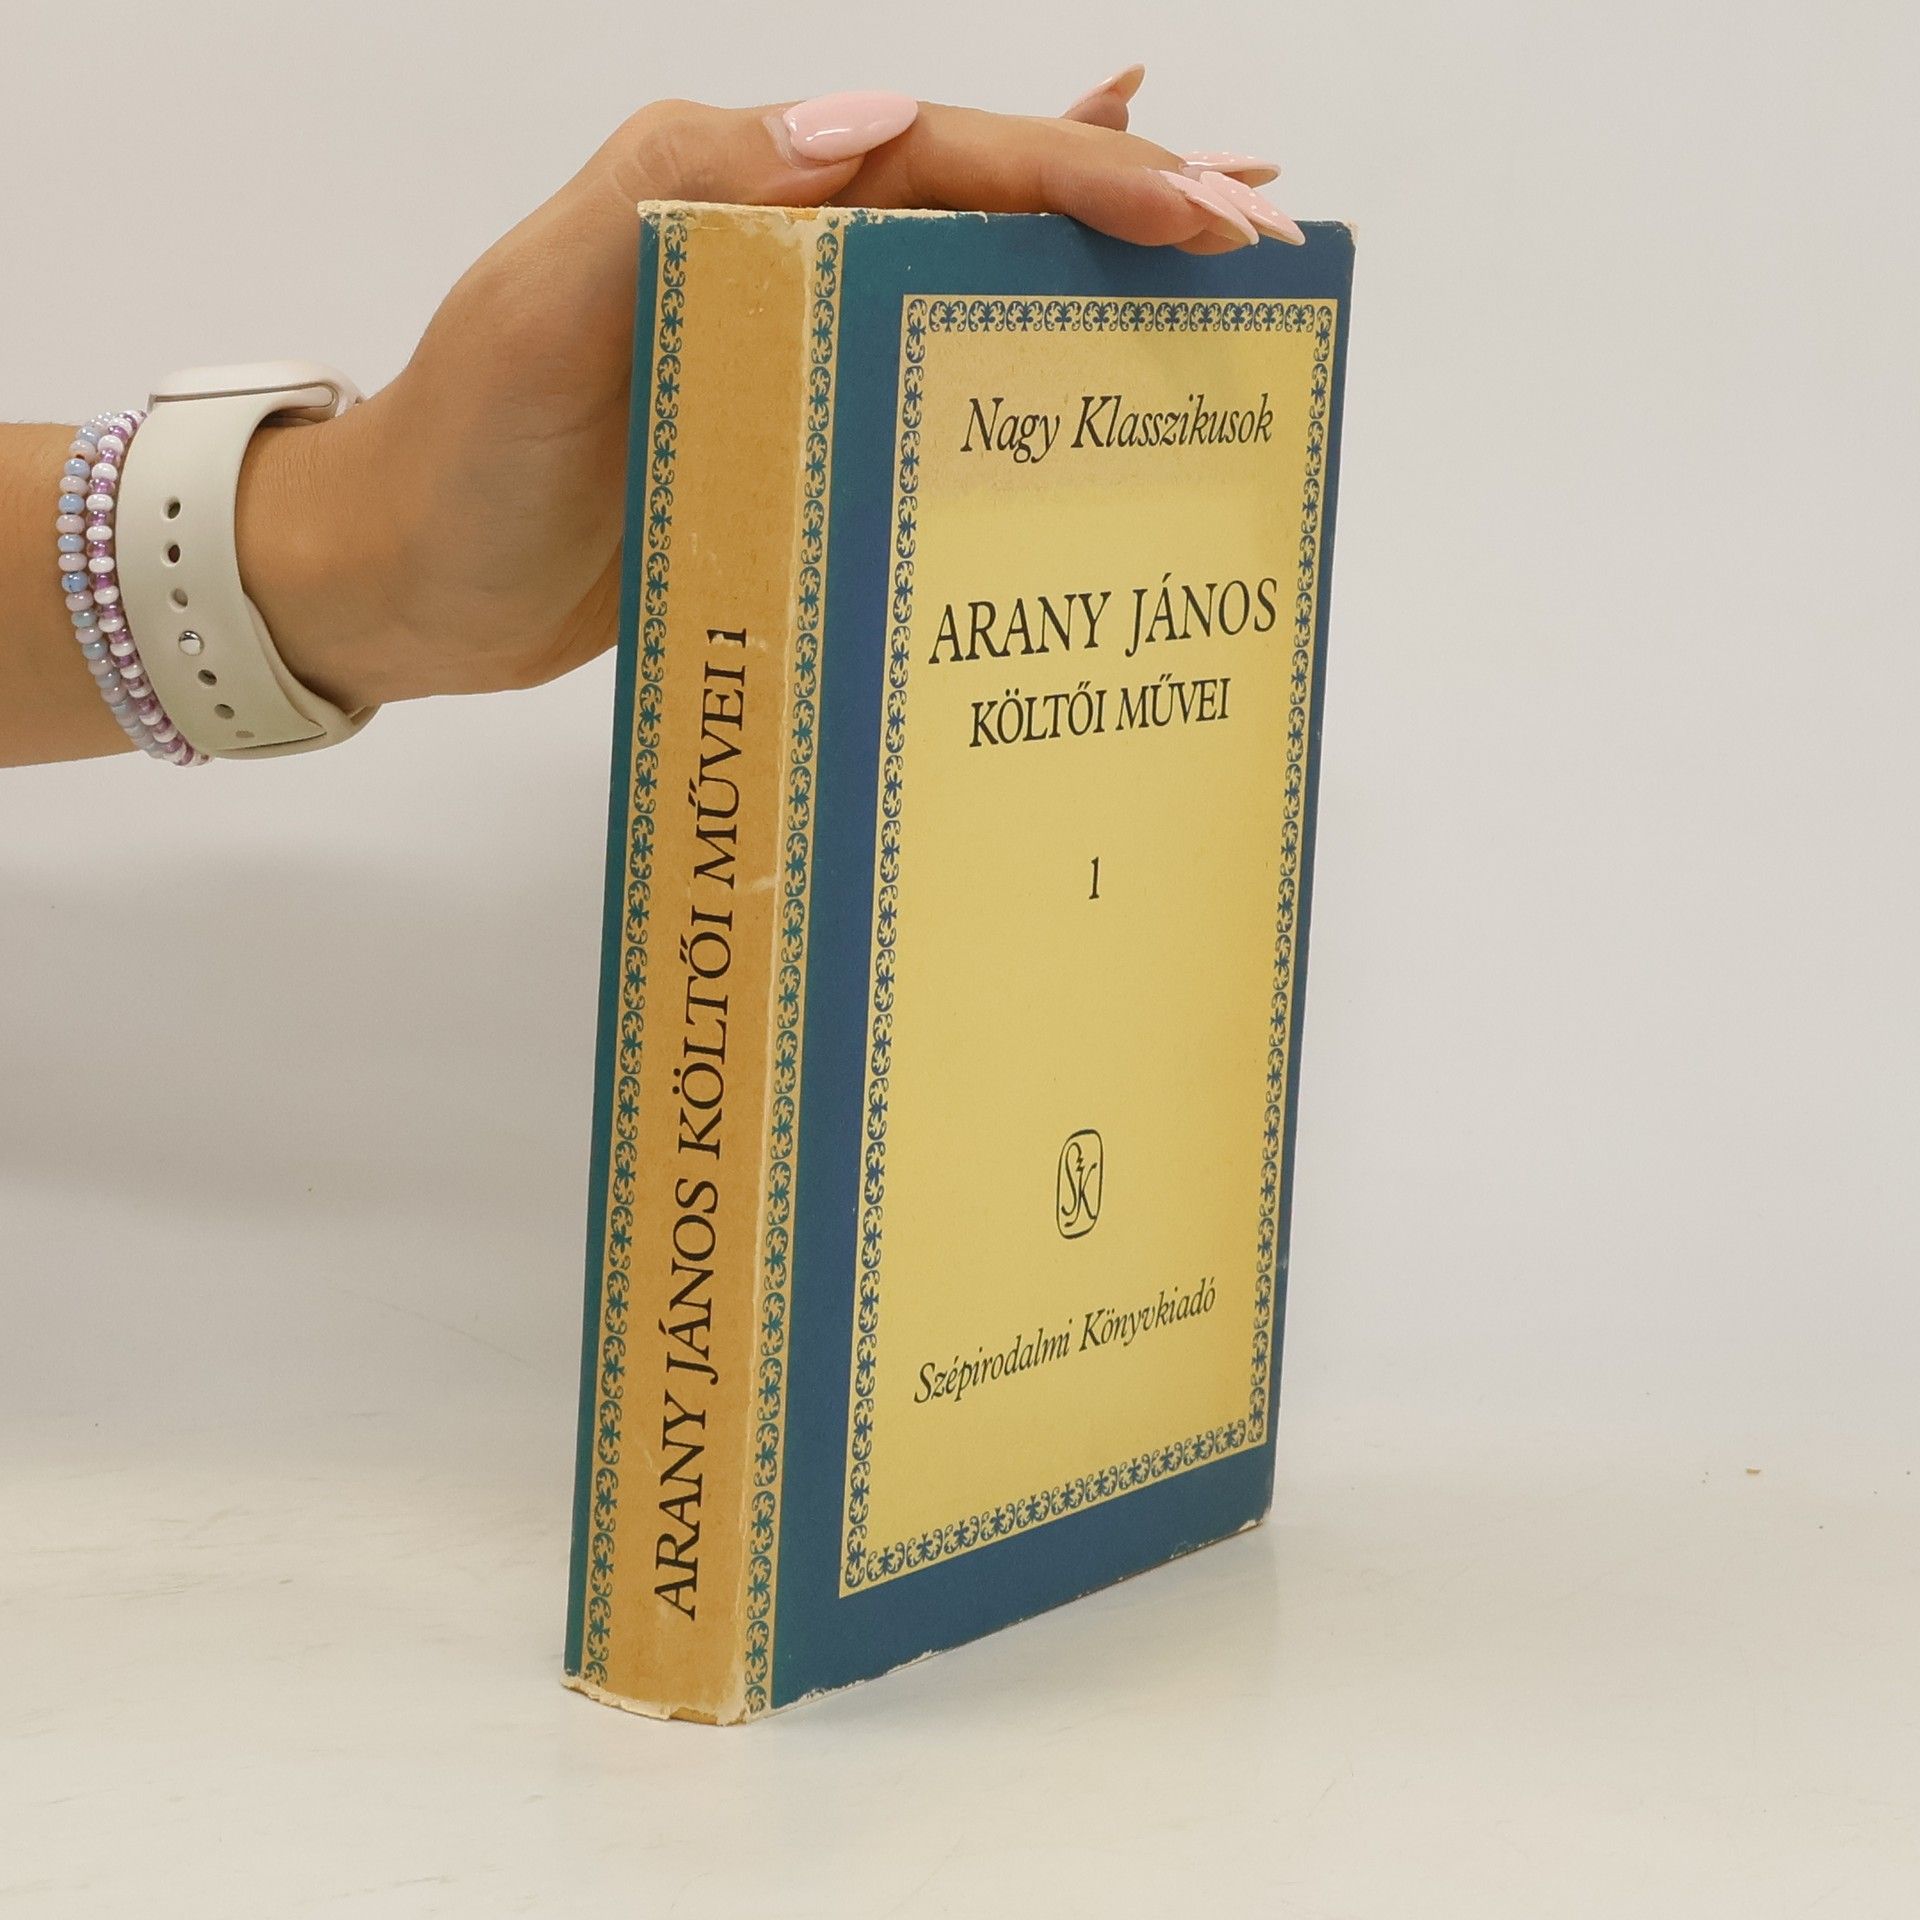 ARANY JÁNOS KÖLTŐI MŰVEI 1
Nagy Klasszikusok
ARANY JÁNOS
KÖLTŐI MŰVEI
1
SZK
Szépirodalmi Könyvkiadó